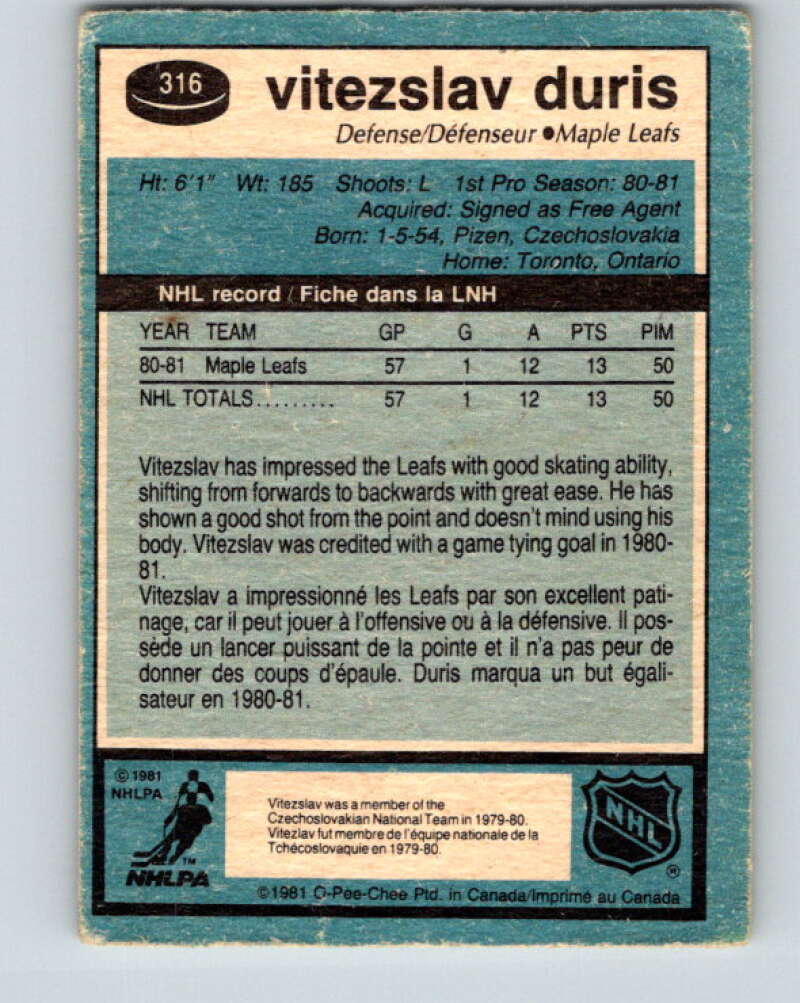 316
vitezslav duris
Defense/Défenseur ● Maple Leafs
Ht: 6'1" Wt: 185 Shoots: L 1st Pro Season: 80-81
Acquired: Signed as Free Agent
Born: 1-5-54, Pizen, Czechoslovakia
Home: Toronto, Ontario
NHL record / Fiche dans la LNH
YEAR TEAM GP G A PTS PIM
80-81 Maple Leafs 57 1 12 13 50
NHL TOTALS......... 57 1 12 13 50
Vitezslav has impressed the Leafs with good skating ability,
shifting from forwards to backwards with great ease. He has
shown a good shot from the point and doesn't mind using his
body. Vitezslav was credited with a game tying goal in 1980-
81.
Vitezslav a impressionné les Leafs par son excellent pati-
nage, car il peut jouer à l'offensive ou à la défensive. Il pos-
sède un lancer puissant de la pointe et il n'a pas peur de
donner des coups d'épaule. Duris marqua un but égali-
sateur en 1980-81.
© 1981
NHLPA
TM
NHLPA
Vitezslav was a member of the
Czechoslovakian National Team in 1979-80.
Vitezlav fut membre de l'équipe nationale de la
Tchécoslovaquie en 1979-80.
NHL
®
©1981 O-Pee-Chee Ptd. in Canada/Imprimé au Canada